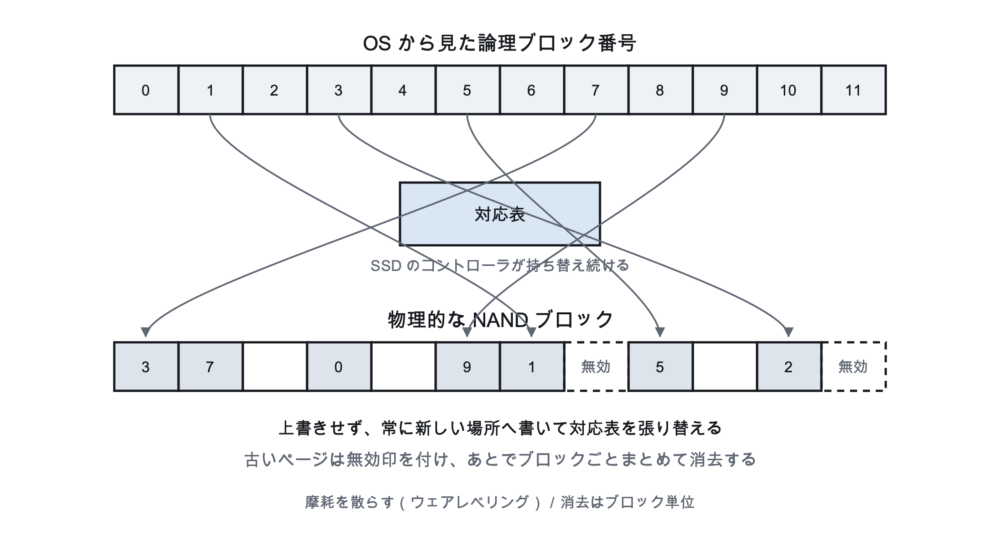 OS から見た論理ブロック番号
0 1 2 3 4 5 6 7 8 9 10 11
対応表
SSD のコントローラが持ち替え続ける
物理的な NAND ブロック
3 7 0 9 1 無効 5 2 無効
上書きせず、常に新しい場所へ書いて対応表を張り替える
古いページは無効印を付け、あとでブロックごとまとめて消去する
摩耗を散らす ( ウェアレベリング ) / 消去はブロック単位